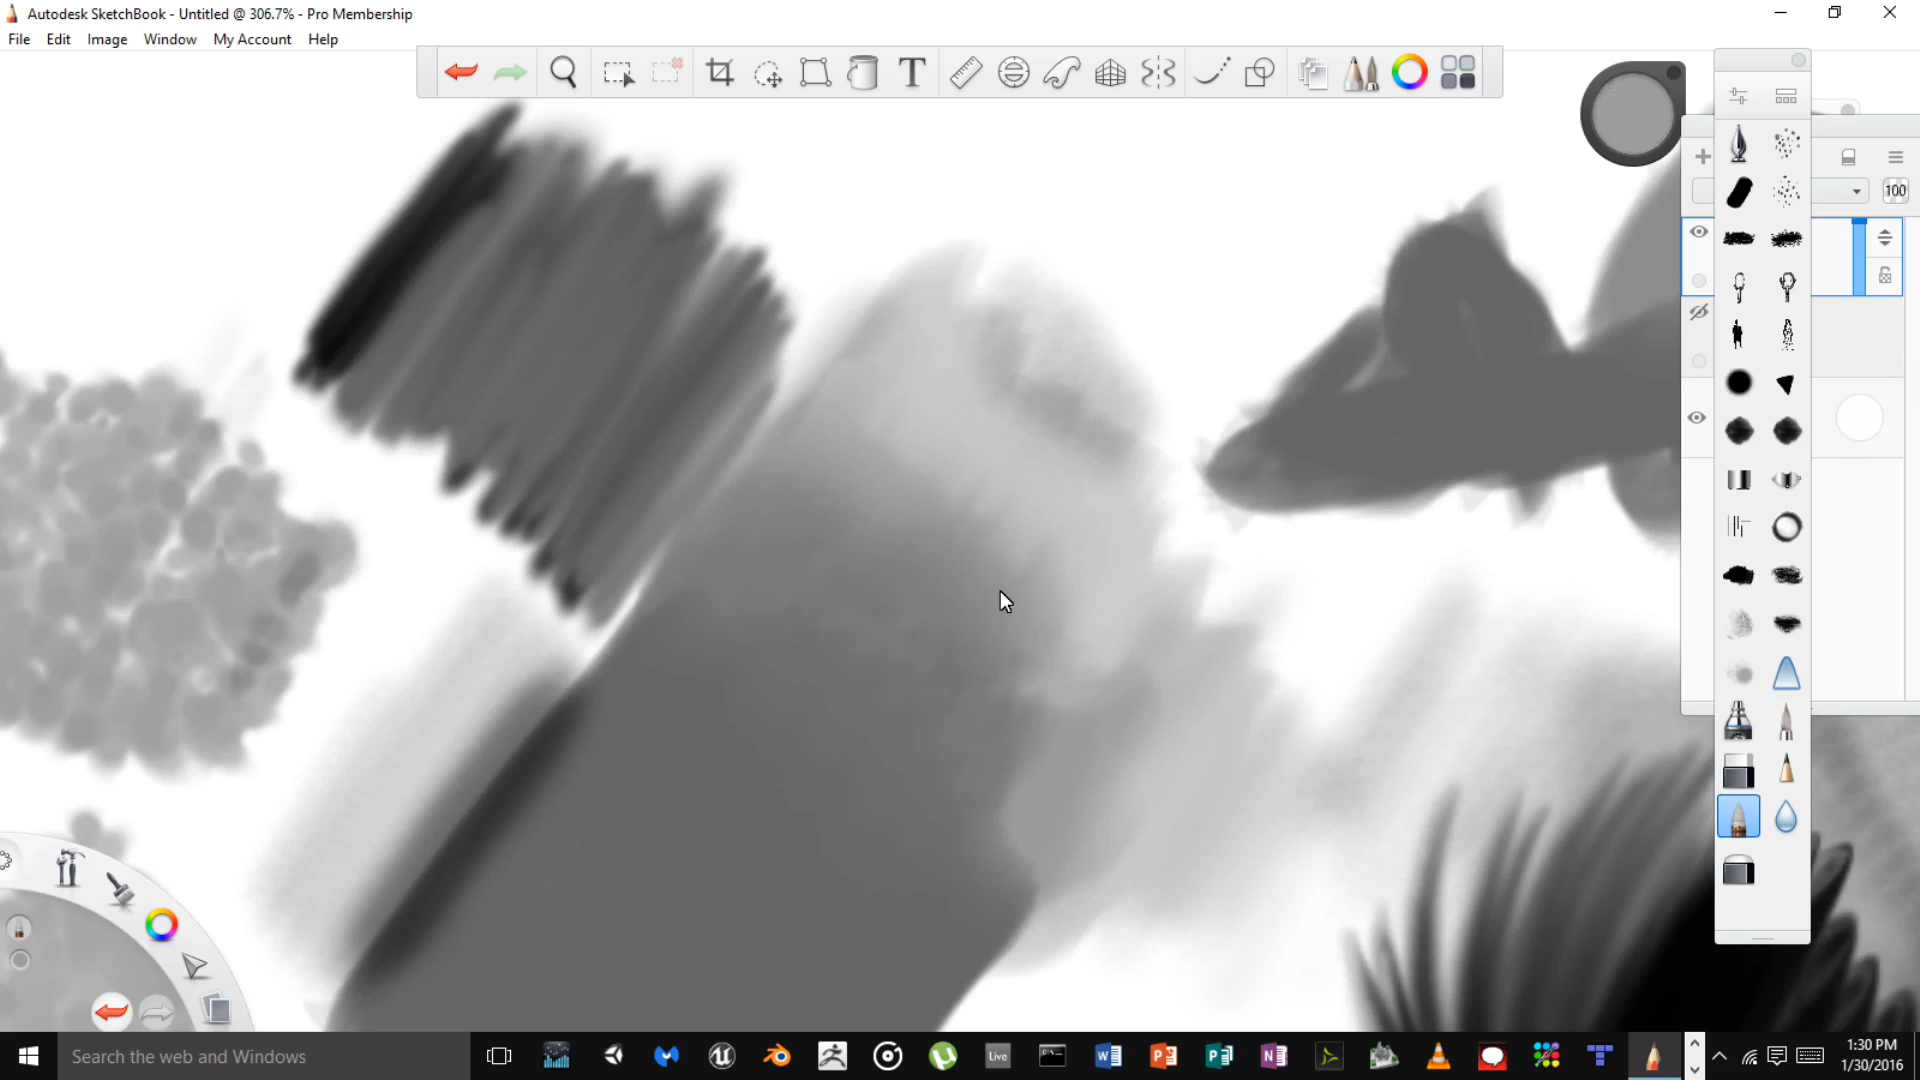 Autodesk SketchBook - Untitled @ 306.7% - Pro Membership
File Edit Image Window My Account Help
T
100
Search the web and Windows
Live
1:30 PM
1/30/2016